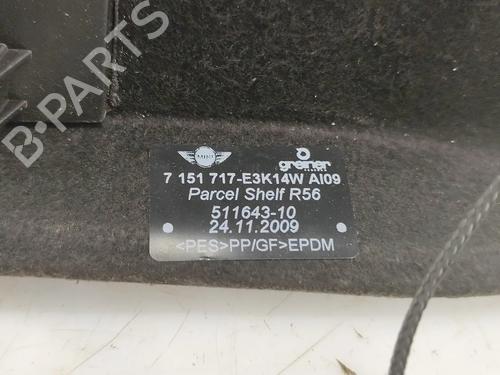 B-PARTS
MINI
greiner
7 151 717-E3K14W AI09
Parcel Shelf R56
511643-10
24.11.2009
<PES>PP/GF>EPDM